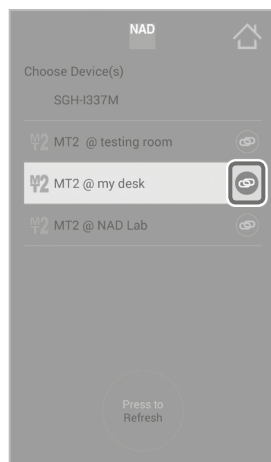 NAD
Choose Device(s)
SGH-I337M
MT2 @ testing room
MT2 @ my desk
MT2 @ NAD Lab
Press to
Refresh